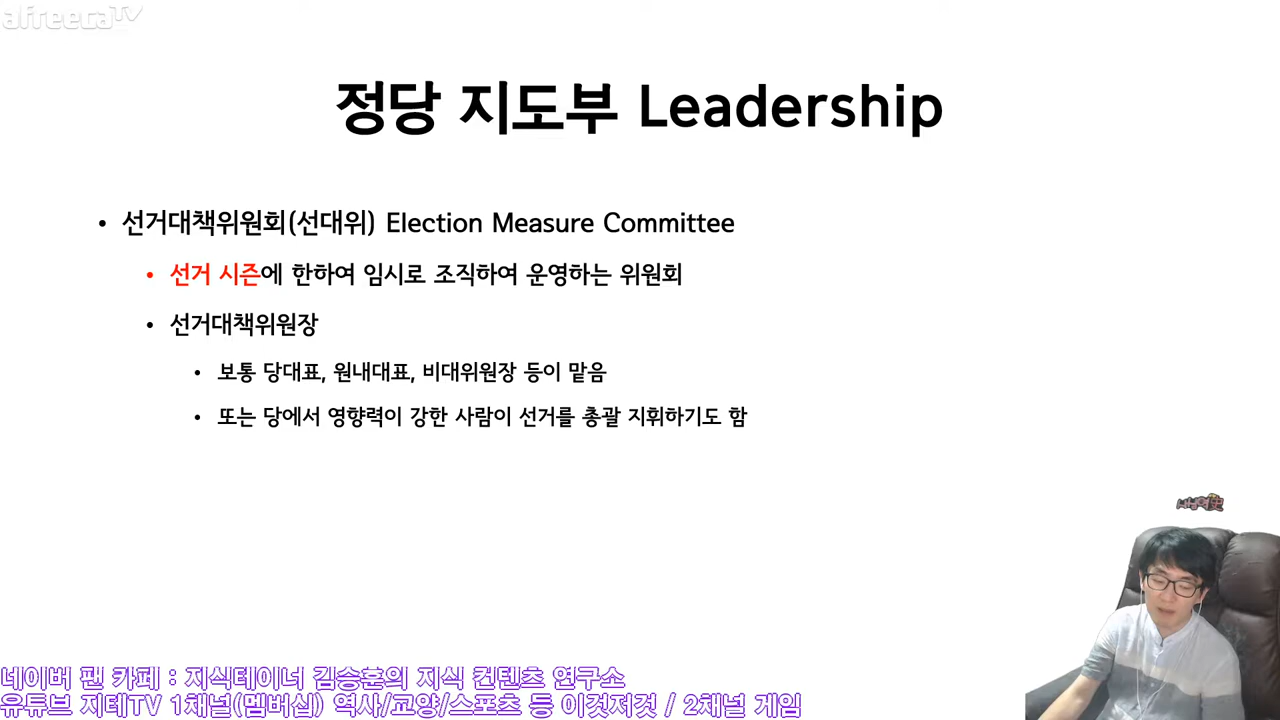 afreecaTV
정당 지도부 Leadership
• 선거대책위원회(선대위) Election Measure Committee
• 선거 시즌에 한하여 임시로 조직하여 운영하는 위원회
• 선거대책위원장
• 보통 당대표, 원내대표, 비대위원장 등이 맡음
• 또는 당에서 영향력이 강한 사람이 선거를 총괄 지휘하기도 함
네이버 팬 카페 : 지식테이너 김승훈의 지식 컨텐츠 연구소
유튜브 지테TV 1채널(멤버십) 역사/교양/스포츠 등 이것저것 / 2채널 게임